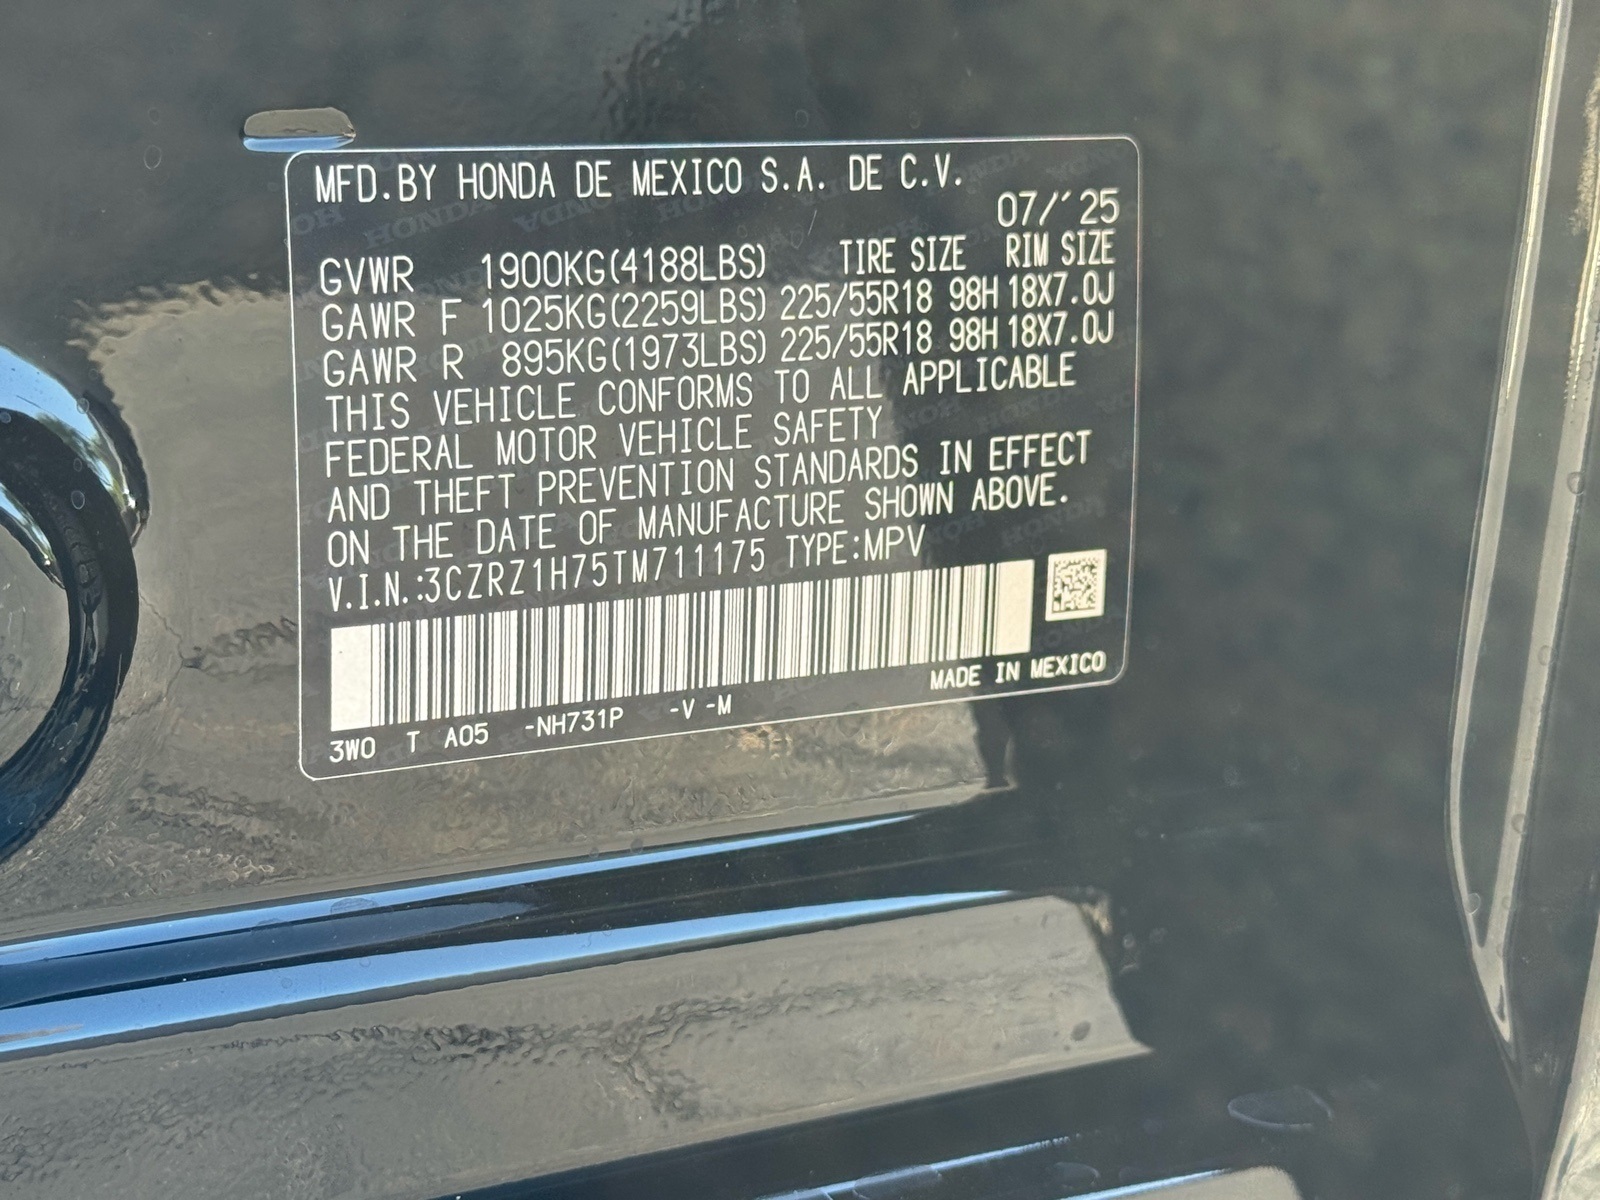 MFD.BY HONDA DE MEXICO S.A. DE C.V.
07/'25
GVWR 1900KG(4188LBS) TIRE SIZE RIM SIZE
GAWR F 1025KG(2259LBS) 225/55R18 98H 18X7.0J
GAWR R 895KG(1973LBS) 225/55R18 98H 18X7.0J
THIS VEHICLE CONFORMS TO ALL APPLICABLE
FEDERAL MOTOR VEHICLE SAFETY
AND THEFT PREVENTION STANDARDS IN EFFECT
ON THE DATE OF MANUFACTURE SHOWN ABOVE.
V.I.N.:3CZRZ1H75TM711175 TYPE:MPV
MADE IN MEXICO
3W0 T A05 -NH731P -V -M